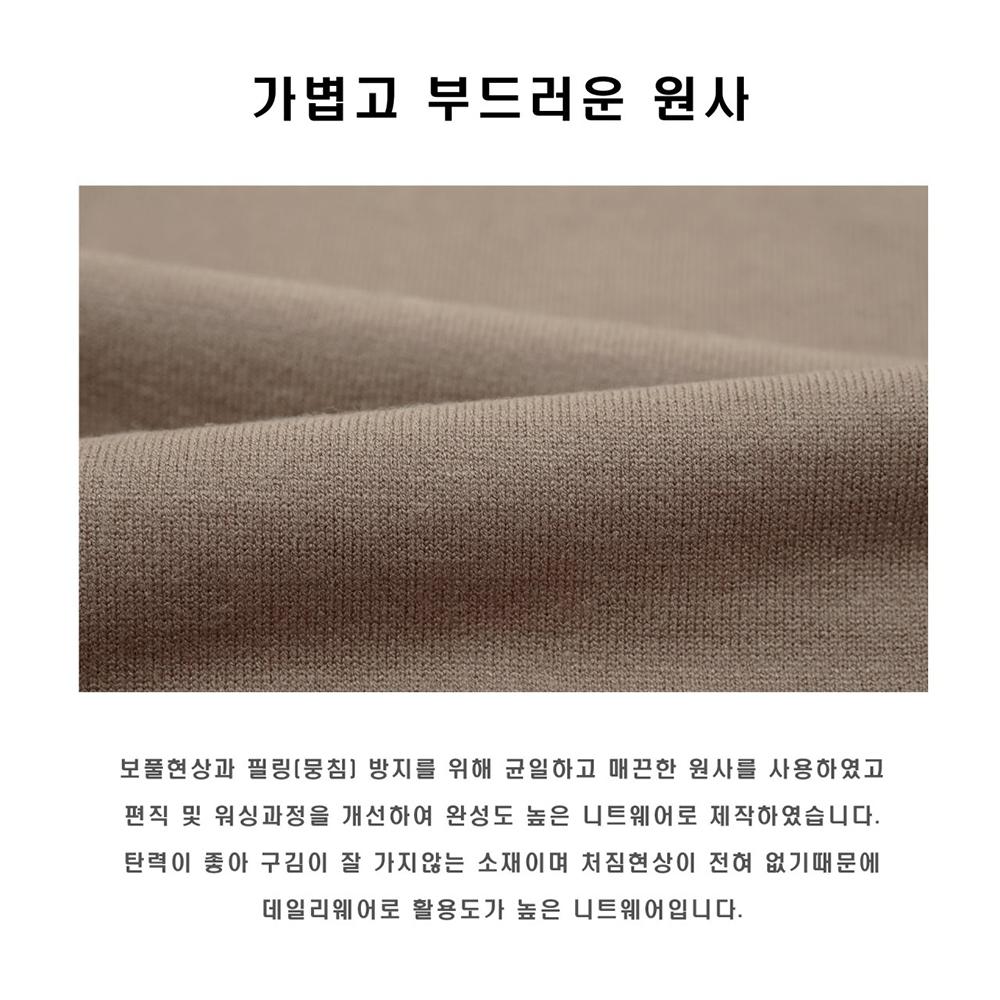 가볍고 부드러운 원사
보풀현상과 필링(뭉침) 방지를 위해 균일하고 매끈한 원사를 사용하였고
편직 및 워싱과정을 개선하여 완성도 높은 니트웨어로 제작하였습니다.
탄력이 좋아 구김이 잘 가지않는 소재이며 처짐현상이 전혀 없기때문에
데일리웨어로 활용도가 높은 니트웨어입니다.